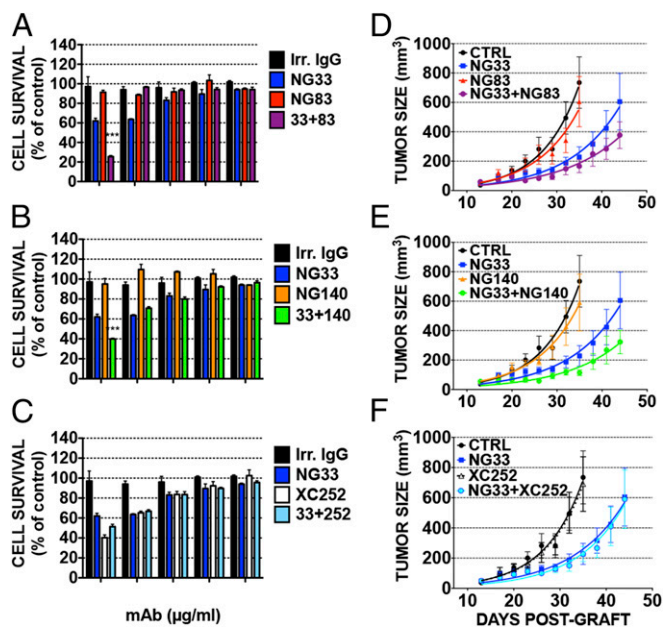 A
CELL SURVIVAL
(% of control)
140
120
100
80
60
40
20
0
***
Irr. IgG
NG33
NG83
33+83
B
CELL SURVIVAL
(% of control)
140
120
100
80
60
40
20
0
***
Irr. IgG
NG33
NG140
33+140
C
CELL SURVIVAL
(% of control)
140
120
100
80
60
40
20
0
Irr. IgG
NG33
XC252
33+252
mAb (µg/ml)
D
TUMOR SIZE (mm3)
1000
800
600
400
200
0
CTRL
NG33
NG83
NG33+NG83
0 10 20 30 40 50
E
TUMOR SIZE (mm3)
1000
800
600
400
200
0
CTRL
NG33
NG140
NG33+NG140
0 10 20 30 40 50
F
TUMOR SIZE (mm3)
1000
800
600
400
200
0
CTRL
NG33
XC252
NG33+XC252
0 10 20 30 40 50
DAYS POST-GRAFT